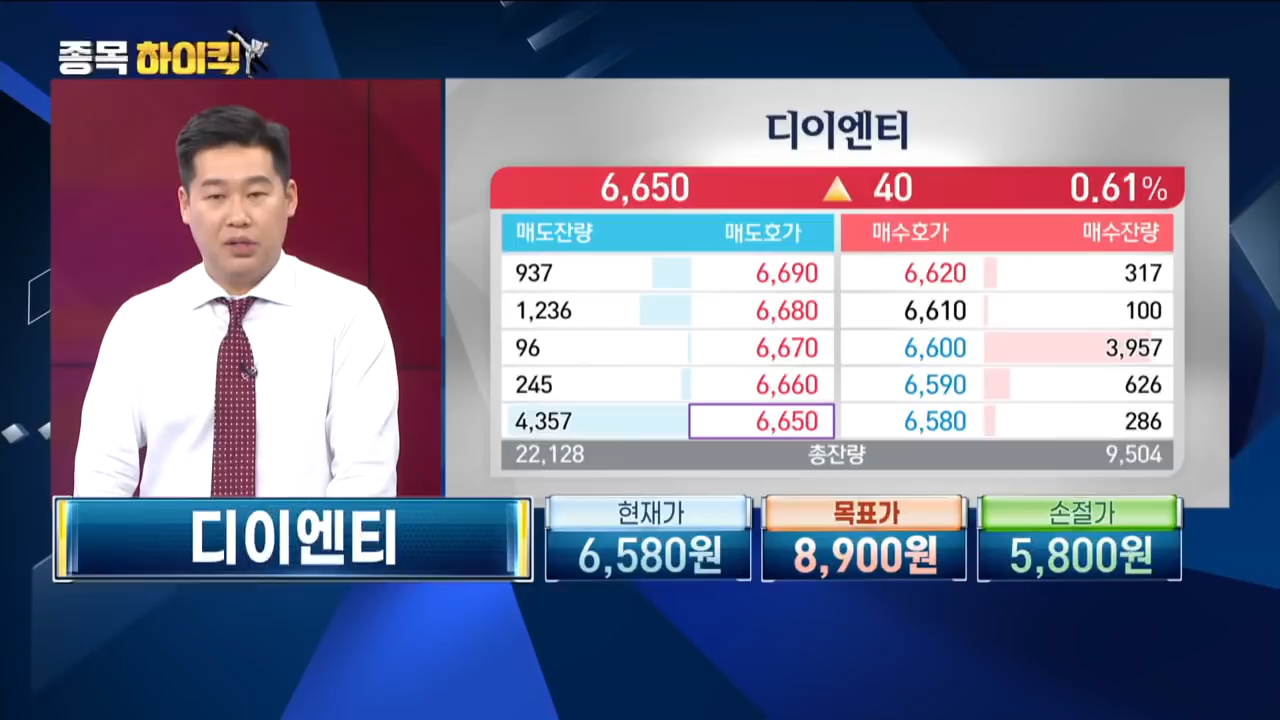 종목 하이킥
디이엔티
6,650 ▲ 40 0.61%
매도잔량 매도호가 매수호가 매수잔량
937 6,690 6,620 317
1,236 6,680 6,610 100
96 6,670 6,600 3,957
245 6,660 6,590 626
4,357 6,650 6,580 286
22,128 총잔량 9,504
디이엔티
현재가
6,580원
목표가
8,900원
손절가
5,800원